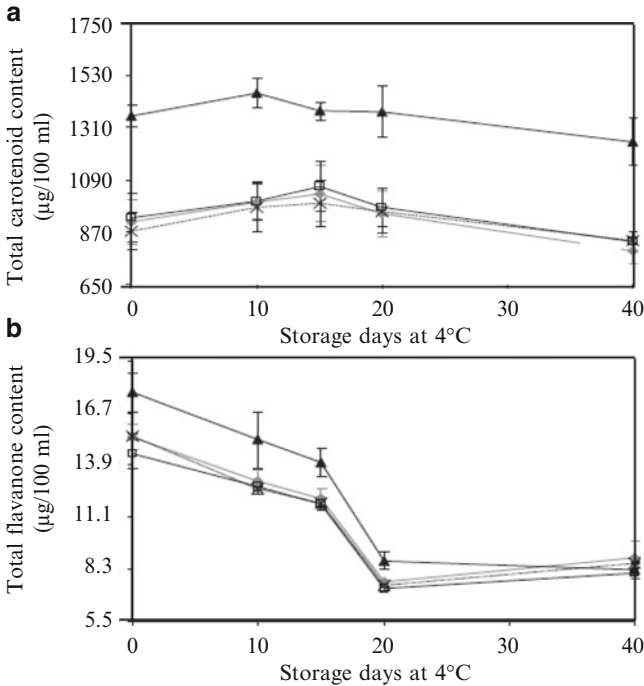 a
Total carotenoid content
(µg/100 ml)
1750
1530
1310
1090
870
650
0 10 20 30 40
Storage days at 4°C
b
Total flavanone content
(µg/100 ml)
19.5
16.7
13.9
11.1
8.3
5.5
0 10 20 30 40
Storage days at 4°C